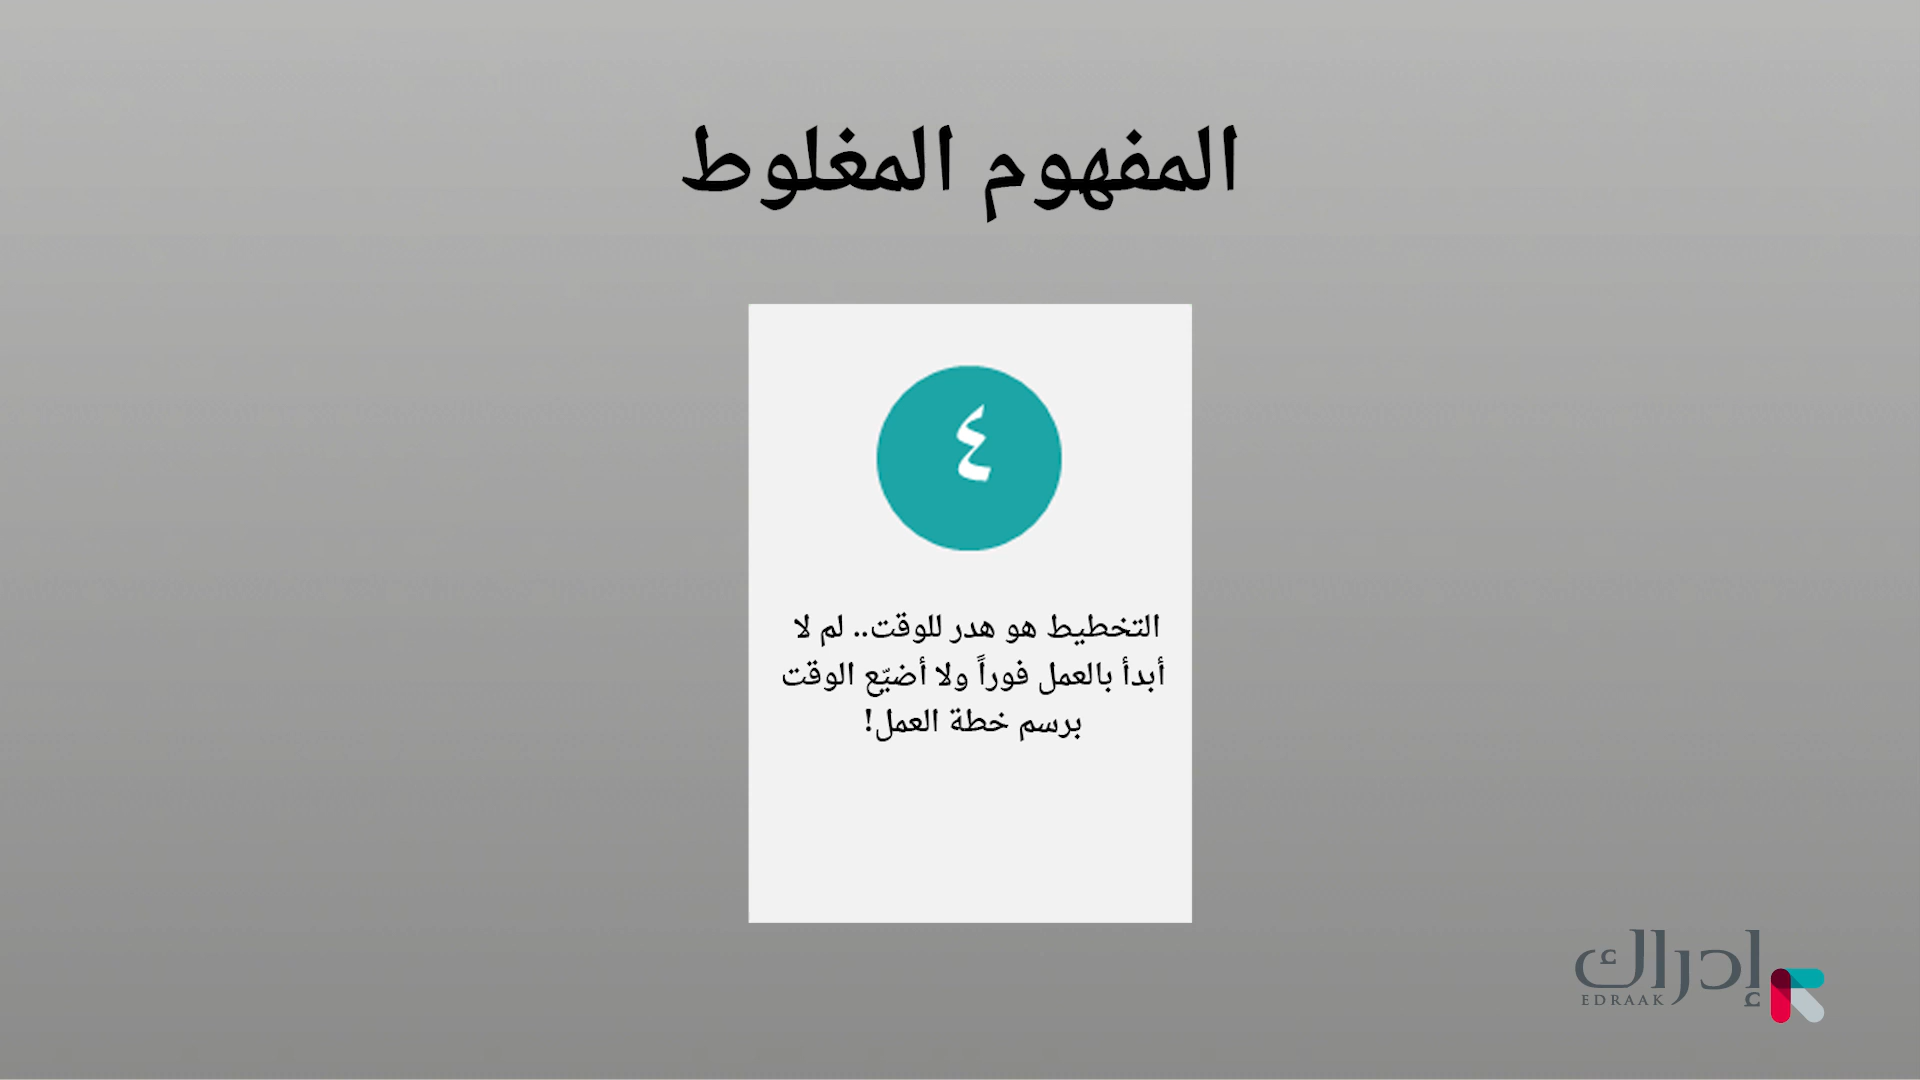 المفهوم المغلوط
٤
التخطيط هو هدر للوقت.. لم لا
أبدأ بالعمل فوراً ولا أضيّع الوقت
برسم خطة العمل!
إدراك
EDRAAK